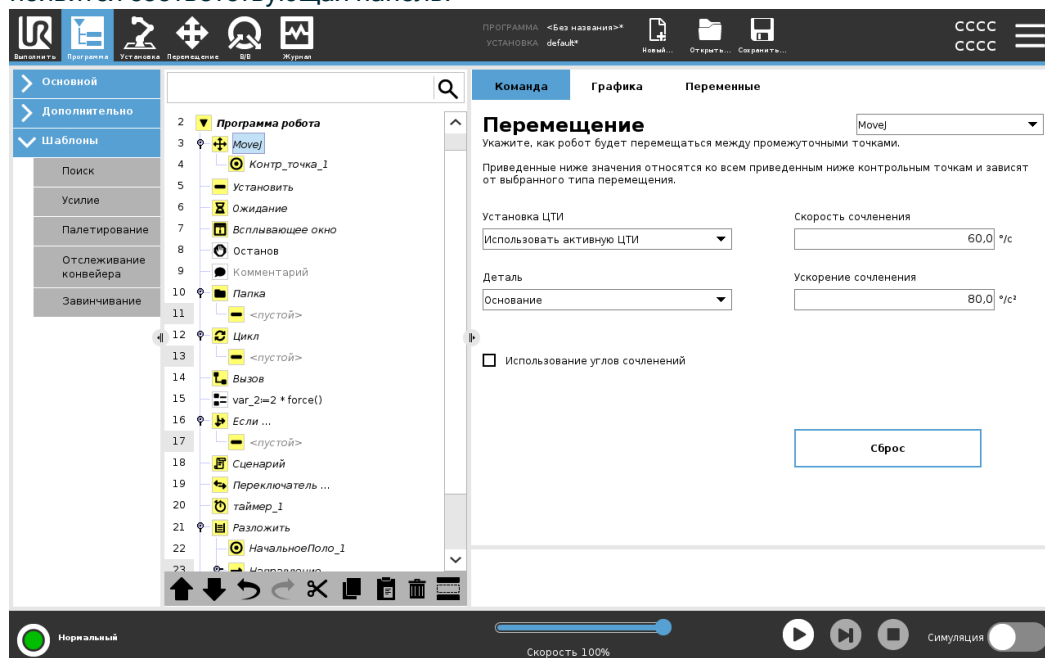 появится соответствующая панель.
UR
Выполнить Программа Установка Перемещение В/В Журнал
ПРОГРАММА <Без названия>*
УСТАНОВКА default*
Новый... Открыть... Сохранить...
CCCC
CCCC
Основной
Дополнительно
Шаблоны
Поиск
Усилие
Палетирование
Отслеживание
конвейера
Завинчивание
2 Программа робота
3 MoveJ
4 Контр_точка_1
5 Установить
6 Ожидание
7 Всплывающее окно
8 Останов
9 Комментарий
10 Папка
11 <пустой>
12 Цикл
13 <пустой>
14 Вызов
15 var_2≔2 * force()
16 Если ...
17 <пустой>
18 Сценарий
19 Переключатель ...
20 таймер_1
21 Разложить
22 НачальноеПоло_1
23 Направление
Команда Графика Переменные
Перемещение
MoveJ
Укажите, как робот будет перемещаться между промежуточными точками.
Приведенные ниже значения относятся ко всем приведенным ниже контрольным точкам и зависят
от выбранного типа перемещения.
Установка ЦТИ
Использовать активную ЦТИ
Скорость сочленения
60,0 °/с
Деталь
Основание
Ускорение сочленения
80,0 °/с²
Использование углов сочленений
Сброс
Нормальный
Скорость 100%
Симуляция